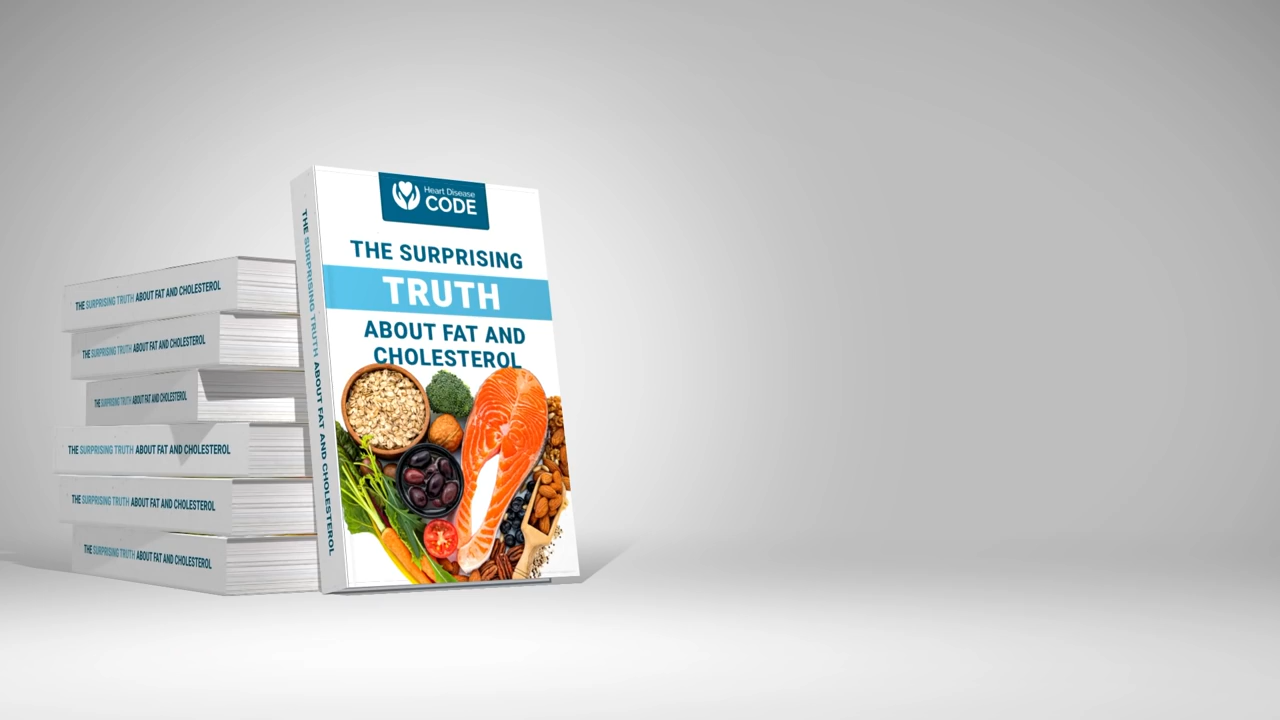 Heart Disease
CODE
THE SURPRISING
TRUTH
ABOUT FAT AND
CHOLESTEROL
THE SURPRISING TRUTH ABOUT FAT AND CHOLESTEROL
THE SURPRISING TRUTH ABOUT FAT AND CHOLESTEROL
THE SURPRISING TRUTH ABOUT FAT AND CHOLESTEROL
THE SURPRISING TRUTH ABOUT FAT AND CHOLESTEROL
THE SURPRISING TRUTH ABOUT FAT AND CHOLESTEROL
THE SURPRISING TRUTH ABOUT FAT AND CHOLESTEROL
THE SURPRISING TRUTH ABOUT FAT AND CHOLESTEROL